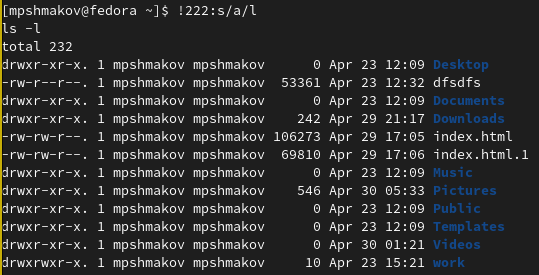 [mpshmakov@fedora ~]$ !222:s/a/l
ls -l
total 232
drwxr-xr-x. 1 mpshmakov mpshmakov      0 Apr 23 12:09 Desktop
-rw-r--r--. 1 mpshmakov mpshmakov  53361 Apr 23 12:32 dfsdfs
drwxr-xr-x. 1 mpshmakov mpshmakov      0 Apr 23 12:09 Documents
drwxr-xr-x. 1 mpshmakov mpshmakov    242 Apr 29 21:17 Downloads
-rw-rw-r--. 1 mpshmakov mpshmakov 106273 Apr 29 17:05 index.html
-rw-rw-r--. 1 mpshmakov mpshmakov  69810 Apr 29 17:06 index.html.1
drwxr-xr-x. 1 mpshmakov mpshmakov      0 Apr 23 12:09 Music
drwxr-xr-x. 1 mpshmakov mpshmakov    546 Apr 30 05:33 Pictures
drwxr-xr-x. 1 mpshmakov mpshmakov      0 Apr 23 12:09 Public
drwxr-xr-x. 1 mpshmakov mpshmakov      0 Apr 23 12:09 Templates
drwxr-xr-x. 1 mpshmakov mpshmakov      0 Apr 30 01:21 Videos
drwxrwxr-x. 1 mpshmakov mpshmakov     10 Apr 23 15:21 work